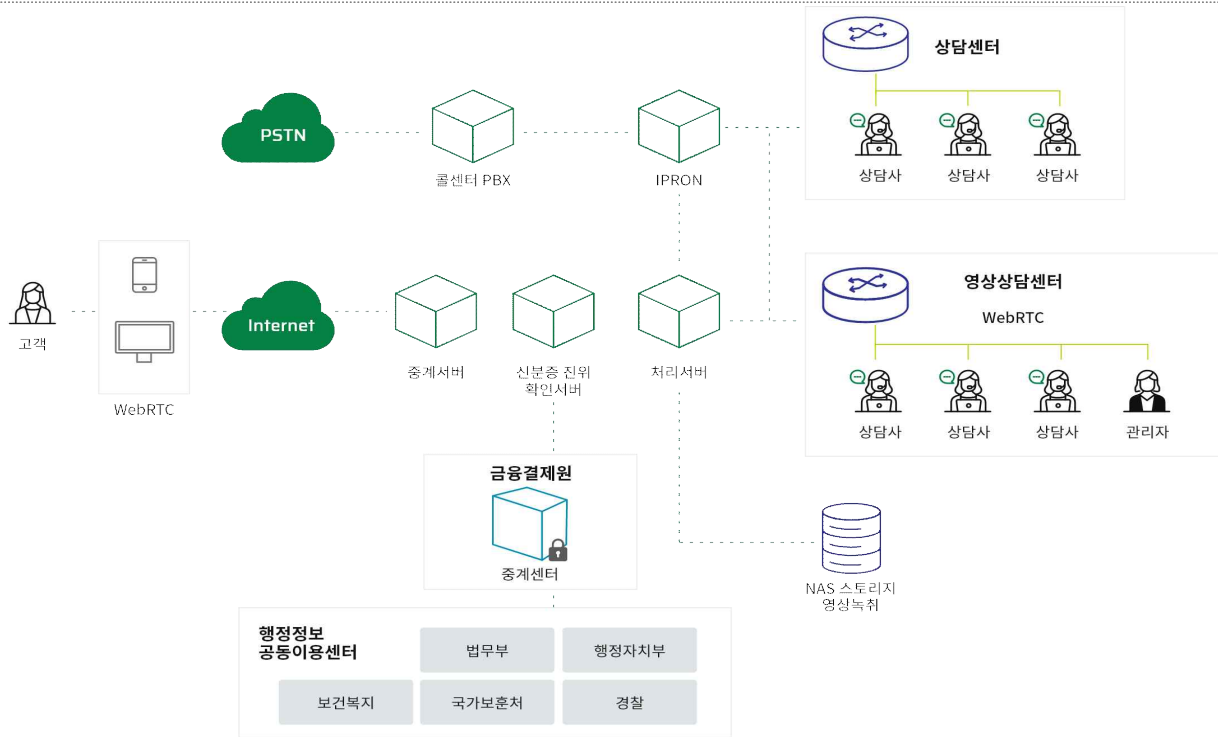 상담센터
PSTN
콜센터 PBX
IPRON
상담사
상담사
상담사
고객
WebRTC
Internet
중계서버
신분증 진위
확인서버
처리서버
영상상담센터
WebRTC
상담사
상담사
상담사
관리자
금융결제원
중계센터
NAS 스토리지
영상녹취
행정정보
공동이용센터
법무부
행정자치부
보건복지
국가보훈처
경찰